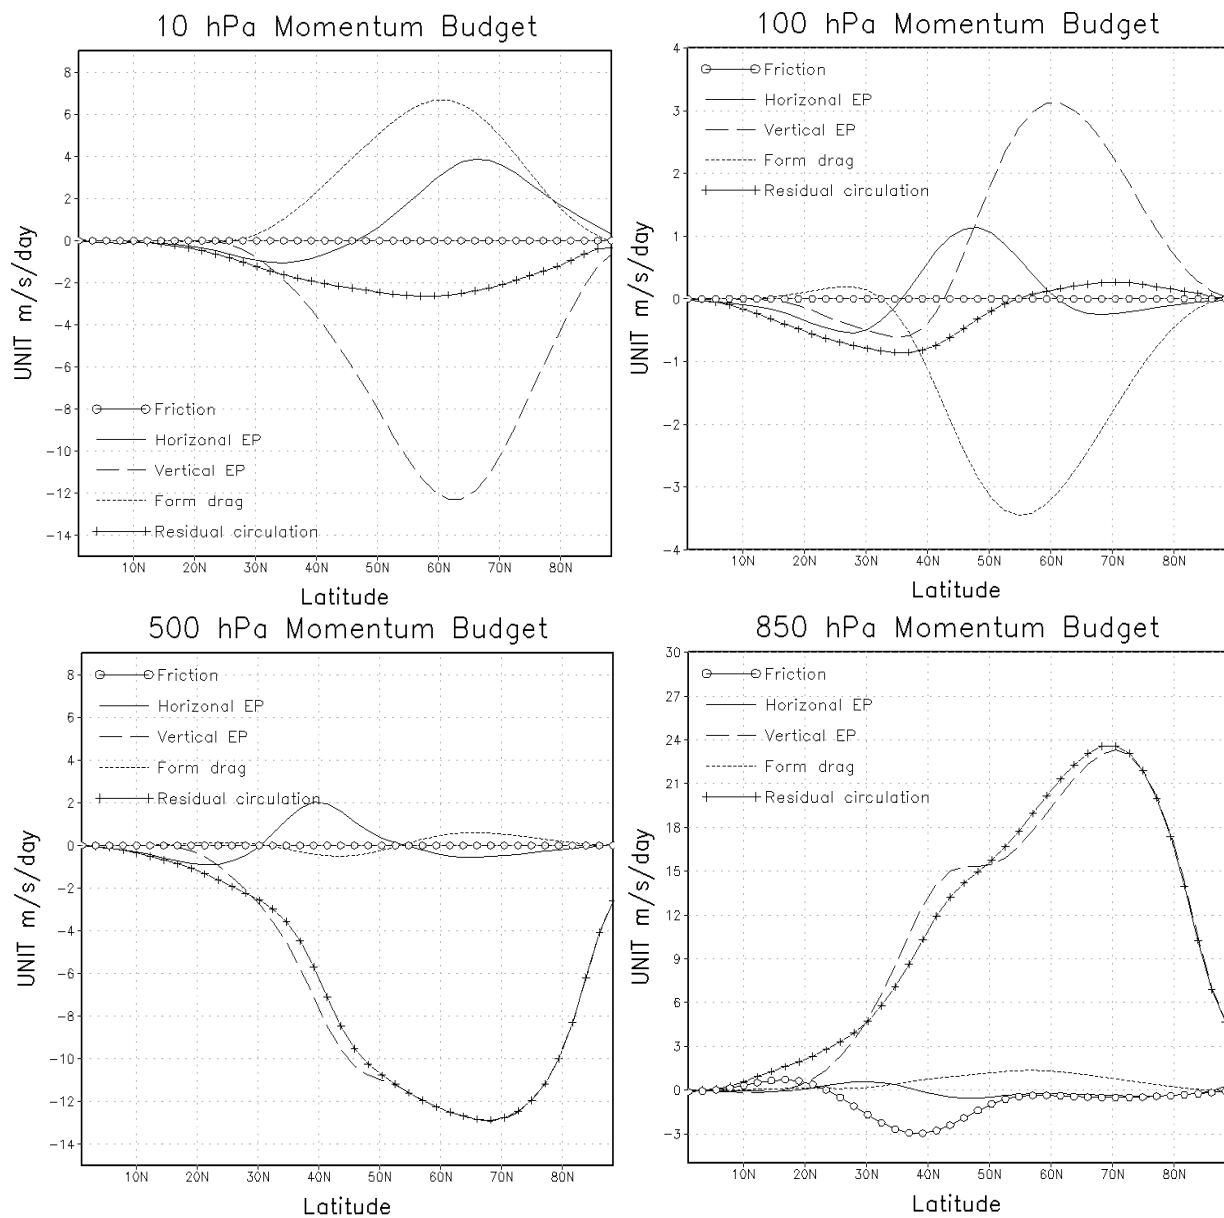 10 hPa Momentum Budget
8
6
4
2
0
-2
-4
-6
-8
-10
-12
-14
UNIT m/s/day
Friction
Horizonal EP
Vertical EP
Form drag
Residual circulation
10N 20N 30N 40N 50N 60N 70N 80N
Latitude
100 hPa Momentum Budget
4
3
2
1
0
-1
-2
-3
-4
UNIT m/s/day
Friction
Horizonal EP
Vertical EP
Form drag
Residual circulation
10N 20N 30N 40N 50N 60N 70N 80N
Latitude
500 hPa Momentum Budget
8
6
4
2
0
-2
-4
-6
-8
-10
-12
-14
UNIT m/s/day
Friction
Horizonal EP
Vertical EP
Form drag
Residual circulation
10N 20N 30N 40N 50N 60N 70N 80N
Latitude
850 hPa Momentum Budget
30
27
24
21
18
15
12
9
6
3
0
-3
UNIT m/s/day
Friction
Horizonal EP
Vertical EP
Form drag
Residual circulation
10N 20N 30N 40N 50N 60N 70N 80N
Latitude